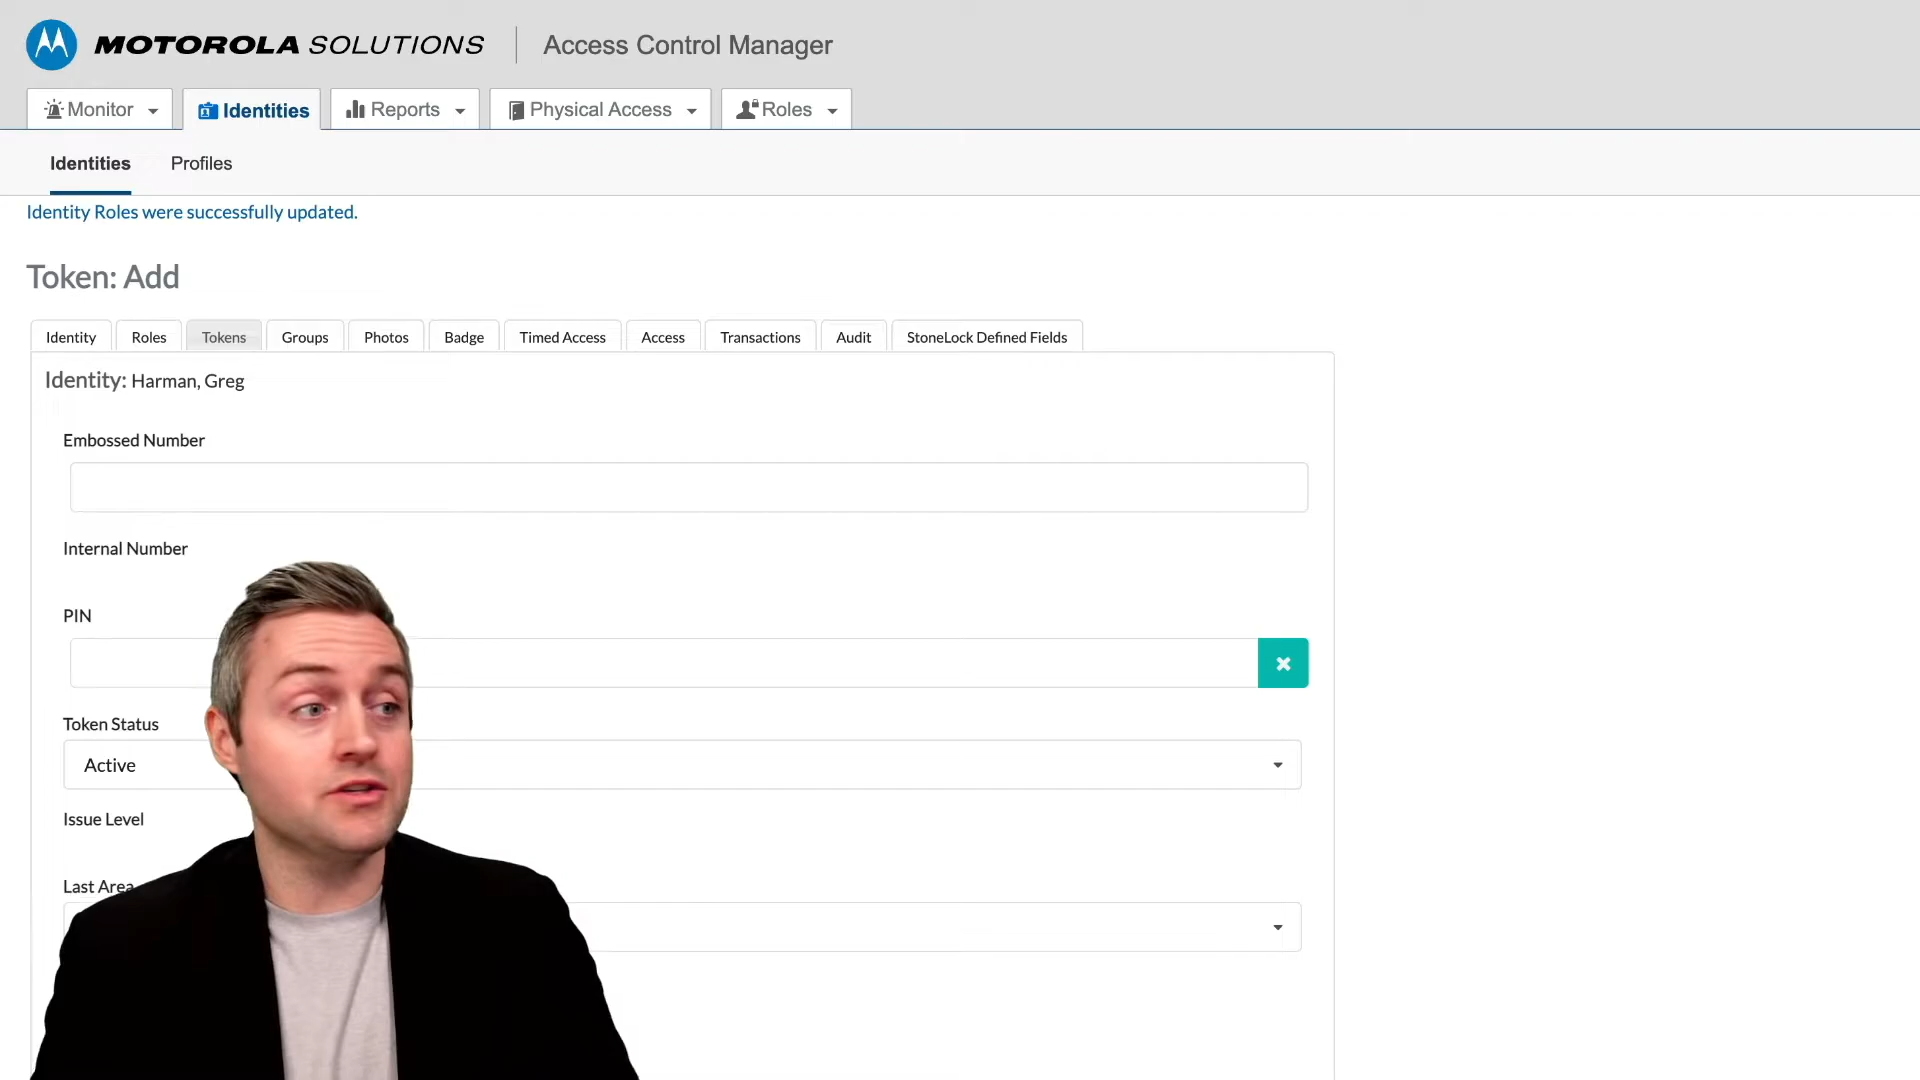 MOTOROLA SOLUTIONS
Access Control Manager
Monitor
Identities
Reports
Physical Access
Roles
Identities
Profiles
Identity Roles were successfully updated.
Token: Add
Identity
Roles
Tokens
Groups
Photos
Badge
Timed Access
Access
Transactions
Audit
StoneLock Defined Fields
Identity: Harman, Greg
Embossed Number
Internal Number
PIN
Token Status
Active
Issue Level
Last Area